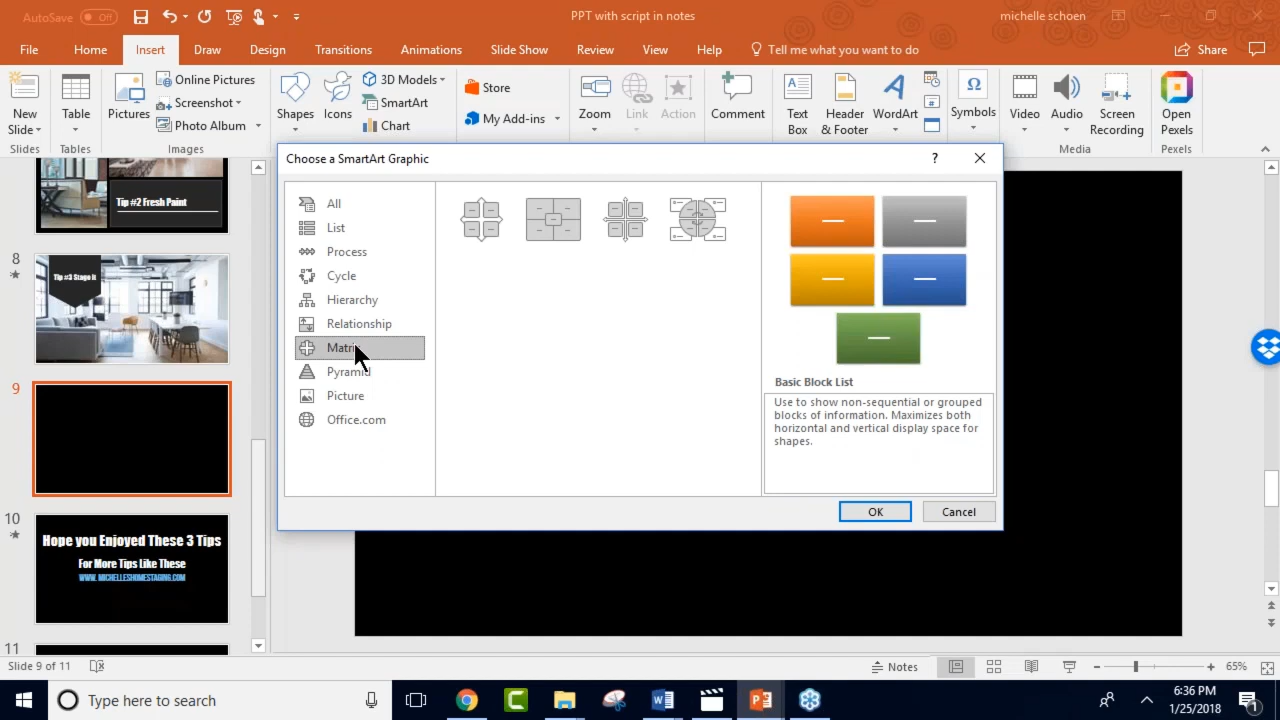 AutoSave Off
PPT with script in notes
michelle schoen
File Home Insert Draw Design Transitions Animations Slide Show Review View Help Tell me what you want to do Share
New Slide
Slides
Table
Tables
Pictures
Online Pictures
Screenshot
Photo Album
Images
Shapes
Icons
3D Models
SmartArt
Chart
Store
My Add-ins
Zoom
Link
Action
Comment
Text Box
Header & Footer
WordArt
Symbols
Video
Audio
Screen Recording
Media
Open Pexels
Pexels
Choose a SmartArt Graphic
?
All
List
Process
Cycle
Hierarchy
Relationship
Matrix
Pyramid
Picture
Office.com
Basic Block List
Use to show non-sequential or grouped
blocks of information. Maximizes both
horizontal and vertical display space for
shapes.
OK
Cancel
Tip #2 Fresh Paint
8
Tip #3 Stage it
9
10
Hope you Enjoyed These 3 Tips
For More Tips Like These
WWW. MICHELLESHOMESTAGING.COM
11
Slide 9 of 11
Notes
65%
Type here to search
6:36 PM
1/25/2018
1